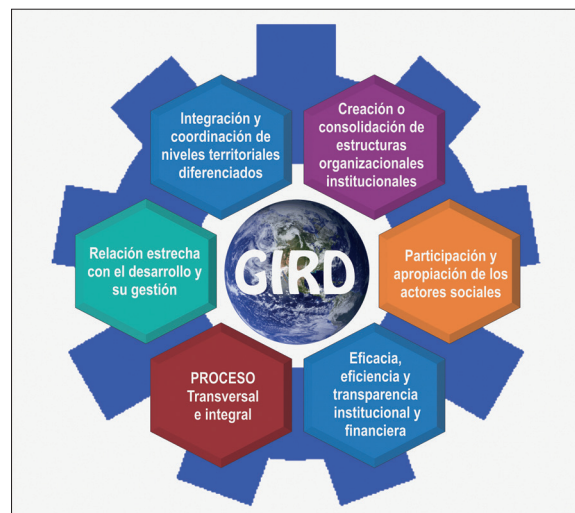 Integración y
coordinación de
niveles territoriales
diferenciados
Creación o
consolidación de
estructuras
organizacionales
institucionales
Relación estrecha
con el desarrollo y
su gestión
GIRD
Participación y
apropiación de los
actores sociales
PROCESO
Transversal
e integral
Eficacia,
eficiencia y
transparencia
institucional y
financiera